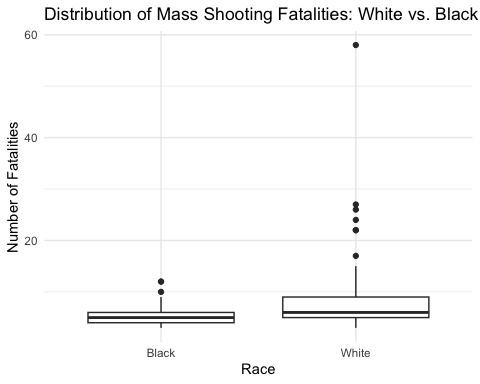 Distribution of Mass Shooting Fatalities: White vs. Black
60
40
20
Number of Fatalities
Black
White
Race